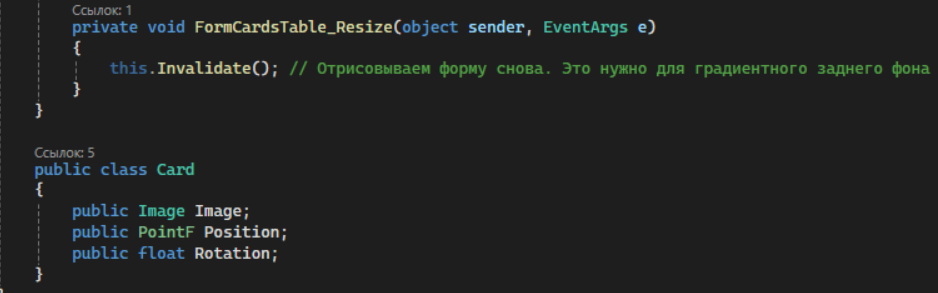 Ссылок: 1
private void FormCardsTable_Resize(object sender, EventArgs e)
{
this.Invalidate(); // Отрисовываем форму снова. Это нужно для градиентного заднего фона
}
}
Ссылок: 5
public class Card
{
public Image Image;
public PointF Position;
public float Rotation;
}